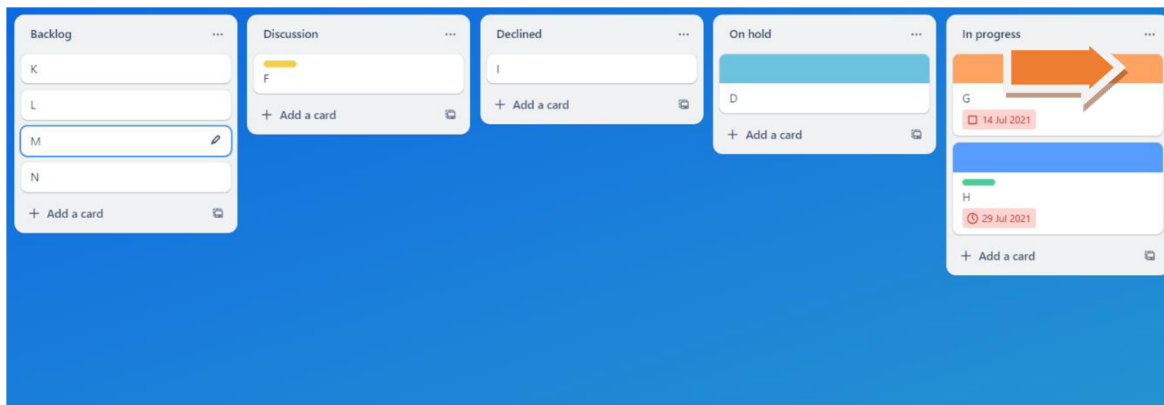 Backlog
K
L
M
N
+ Add a card
Discussion
F
+ Add a card
Declined
I
+ Add a card
On hold
D
+ Add a card
In progress
G
14 Jul 2021
H
29 Jul 2021
+ Add a card